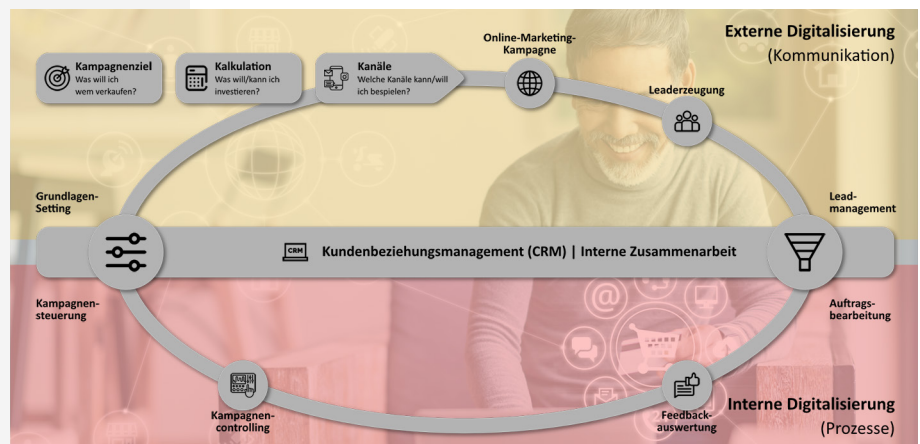 Externe Digitalisierung
(Kommunikation)
Online-Marketing-
Kampagne
Kampagnenziel
Was will ich
wem verkaufen?
Kalkulation
Was will/kann ich
investieren?
Kanäle
Welche Kanäle kann/will
ich bespielen?
Leaderzeugung
Grundlagen-
Setting
Lead-
management
CRM
Kundenbeziehungsmanagement (CRM) | Interne Zusammenarbeit
Kampagnen-
steuerung
Auftrags-
bearbeitung
Kampagnen-
controlling
Feedback-
auswertung
Interne Digitalisierung
(Prozesse)